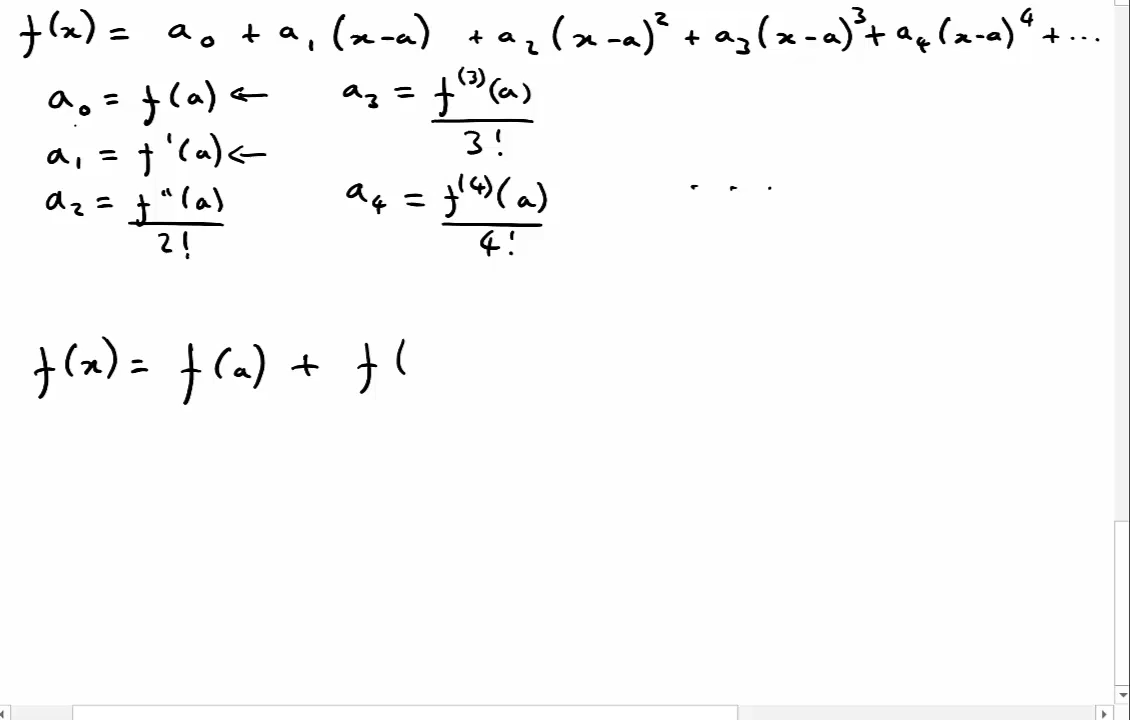 f(x) = a₀ + a₁(x-a) + a₂(x-a)² + a₃(x-a)³ + a₄(x-a)⁴ + ...
a₀ = f(a) ←
a₁ = f'(a) ←
a₂ = f"(a) / 2!
a₃ = f⁽³⁾(a) / 3!
a₄ = f⁽⁴⁾(a) / 4!
. . .
f(x) = f(a) + f(